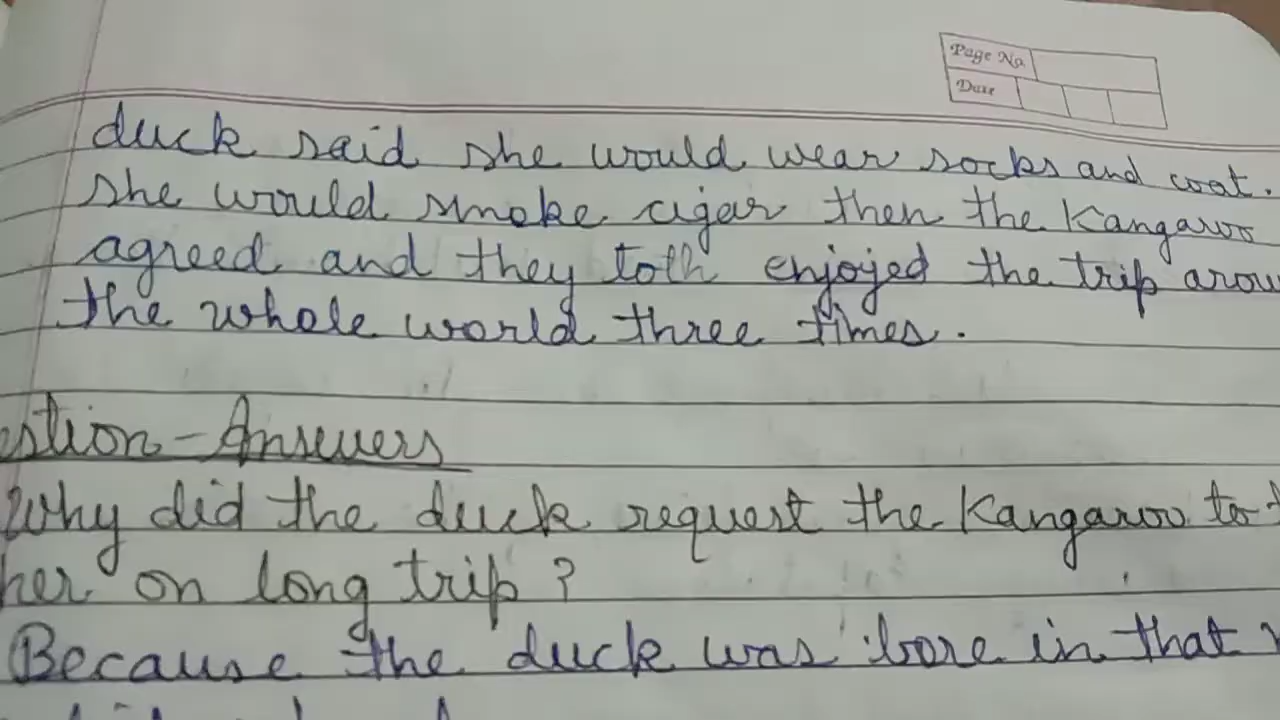 Page No.
Date
duck said she would wear socks and coat.
she would smoke cigar then the Kangaroo
agreed and they toth enjoyed the trip arou
the whole world three times.
estion - Answers
Why did the duck request the Kangaroo to t
her on long trip?
Because the duck was bore in that